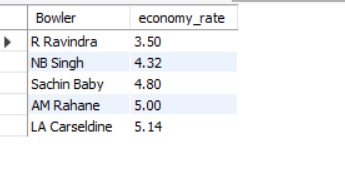 Bowler economy_rate
R Ravindra 3.50
NB Singh 4.32
Sachin Baby 4.80
AM Rahane 5.00
LA Carseldine 5.14